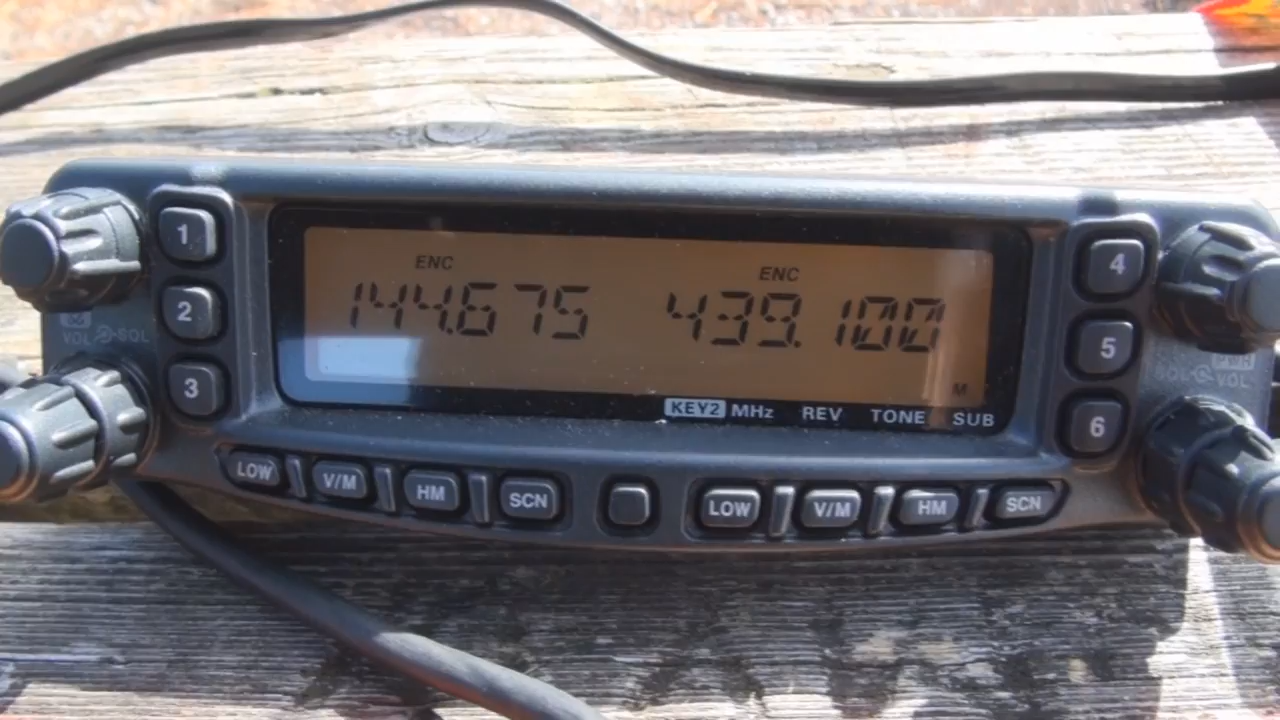 1
ENC
ENC
4
144.675
439.100
2
VOL SQL
5
SQL VOL
PWR
3
M
KEY2 MHz REV TONE SUB
6
LOW V/M HM SCN
LOW V/M HM SCN